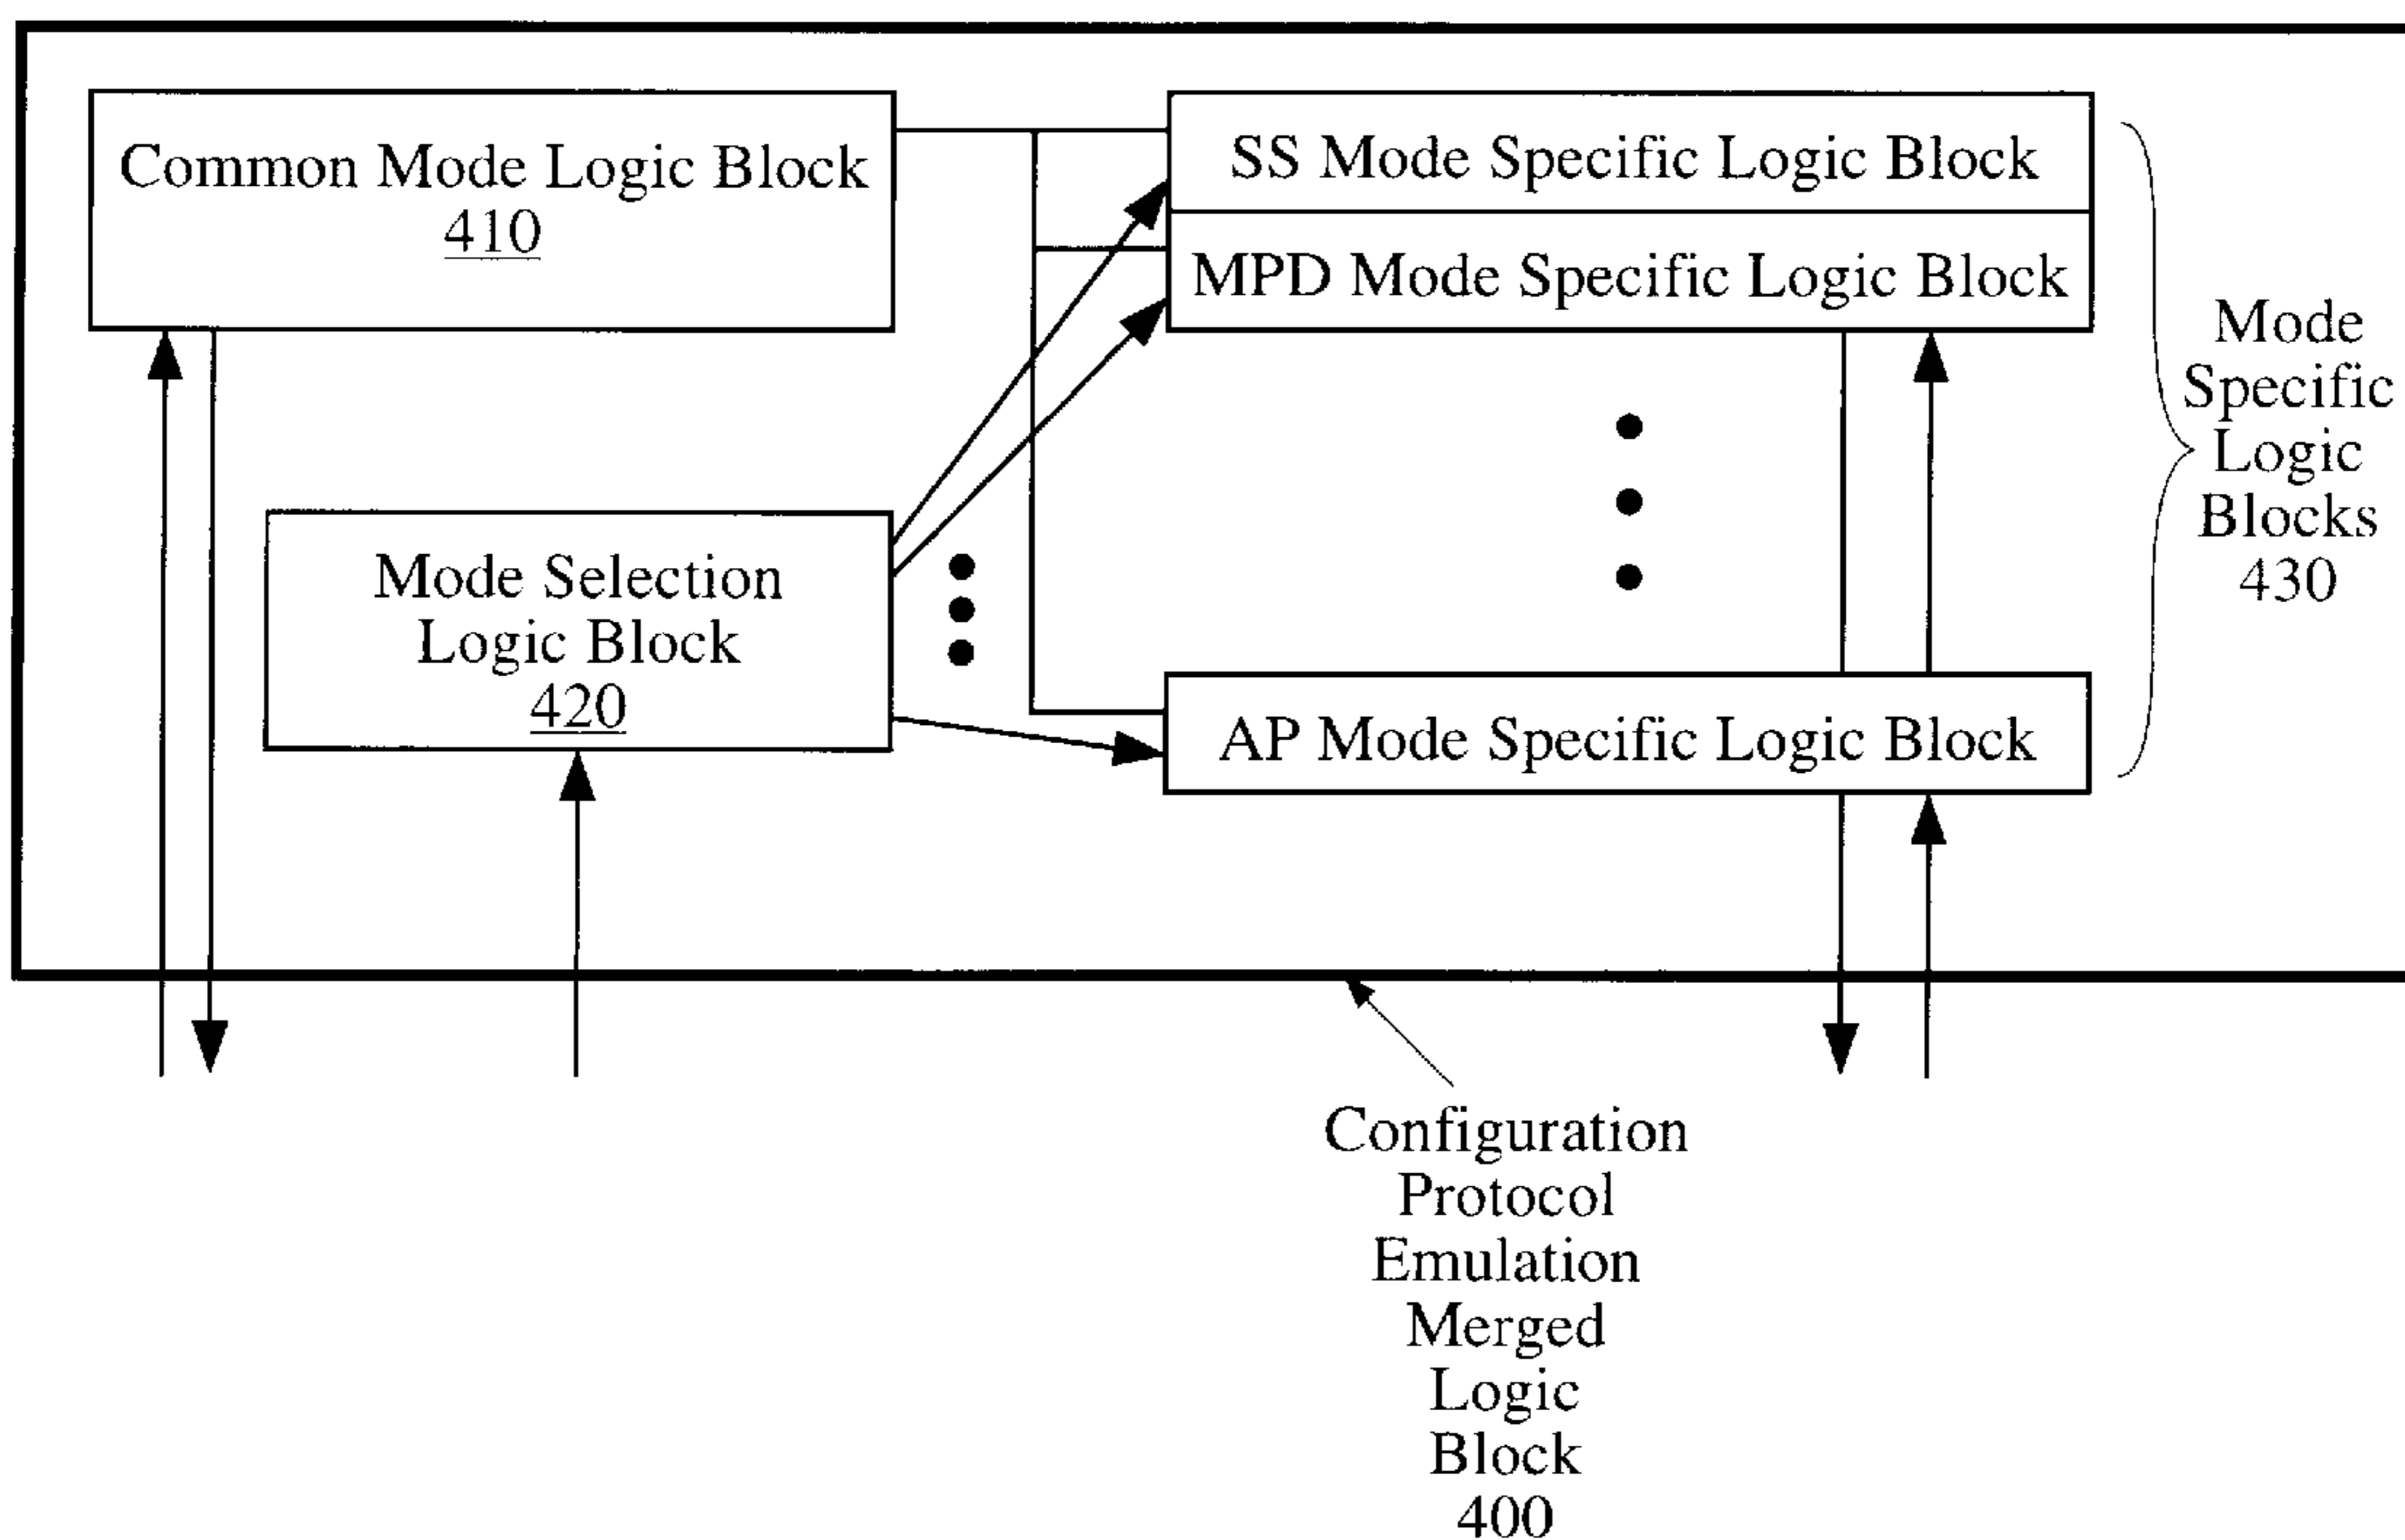 Common Mode Logic Block
410
SS Mode Specific Logic Block
MPD Mode Specific Logic Block
Mode
Specific
Logic
Blocks
430
Mode Selection
Logic Block
420
AP Mode Specific Logic Block
Configuration
Protocol
Emulation
Merged
Logic
Block
400